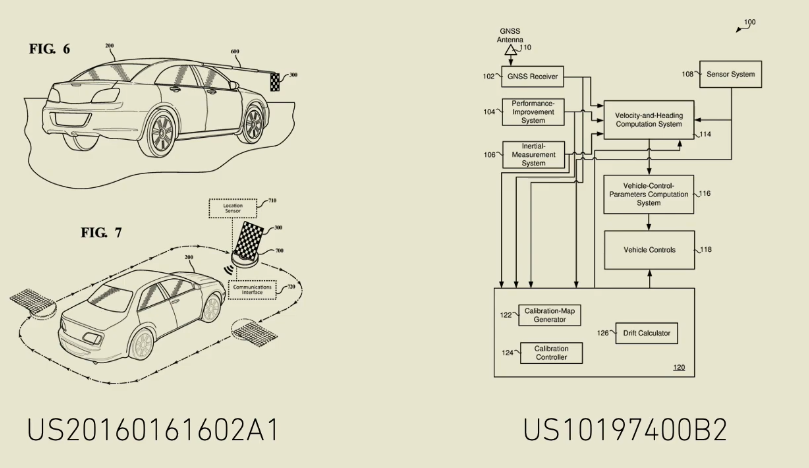 FIG. 6
200
600
300
FIG. 7
710
Location
Sensor
300
700
200
Communications
Interface
720
US20160161602A1
100
GNSS
Antenna
110
102
GNSS Receiver
108
Sensor System
104
Performance-
Improvement
System
Velocity-and-Heading
Computation System
114
106
Inertial-
Measurement
System
Vehicle-Control-
Parameters Computation
System
116
Vehicle Controls
118
122
Calibration-Map
Generator
126
Drift Calculator
124
Calibration
Controller
120
US10197400B2